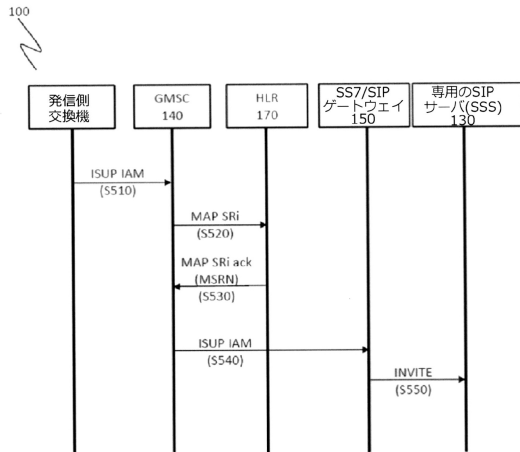 100
発信側
交換機
GMSC
140
HLR
170
SS7/SIP
ゲートウェイ
150
専用のSIP
サーバ(SSS)
130
ISUP IAM
(S510)
MAP SRi
(S520)
MAP SRi ack
(MSRN)
(S530)
ISUP IAM
(S540)
INVITE
(S550)